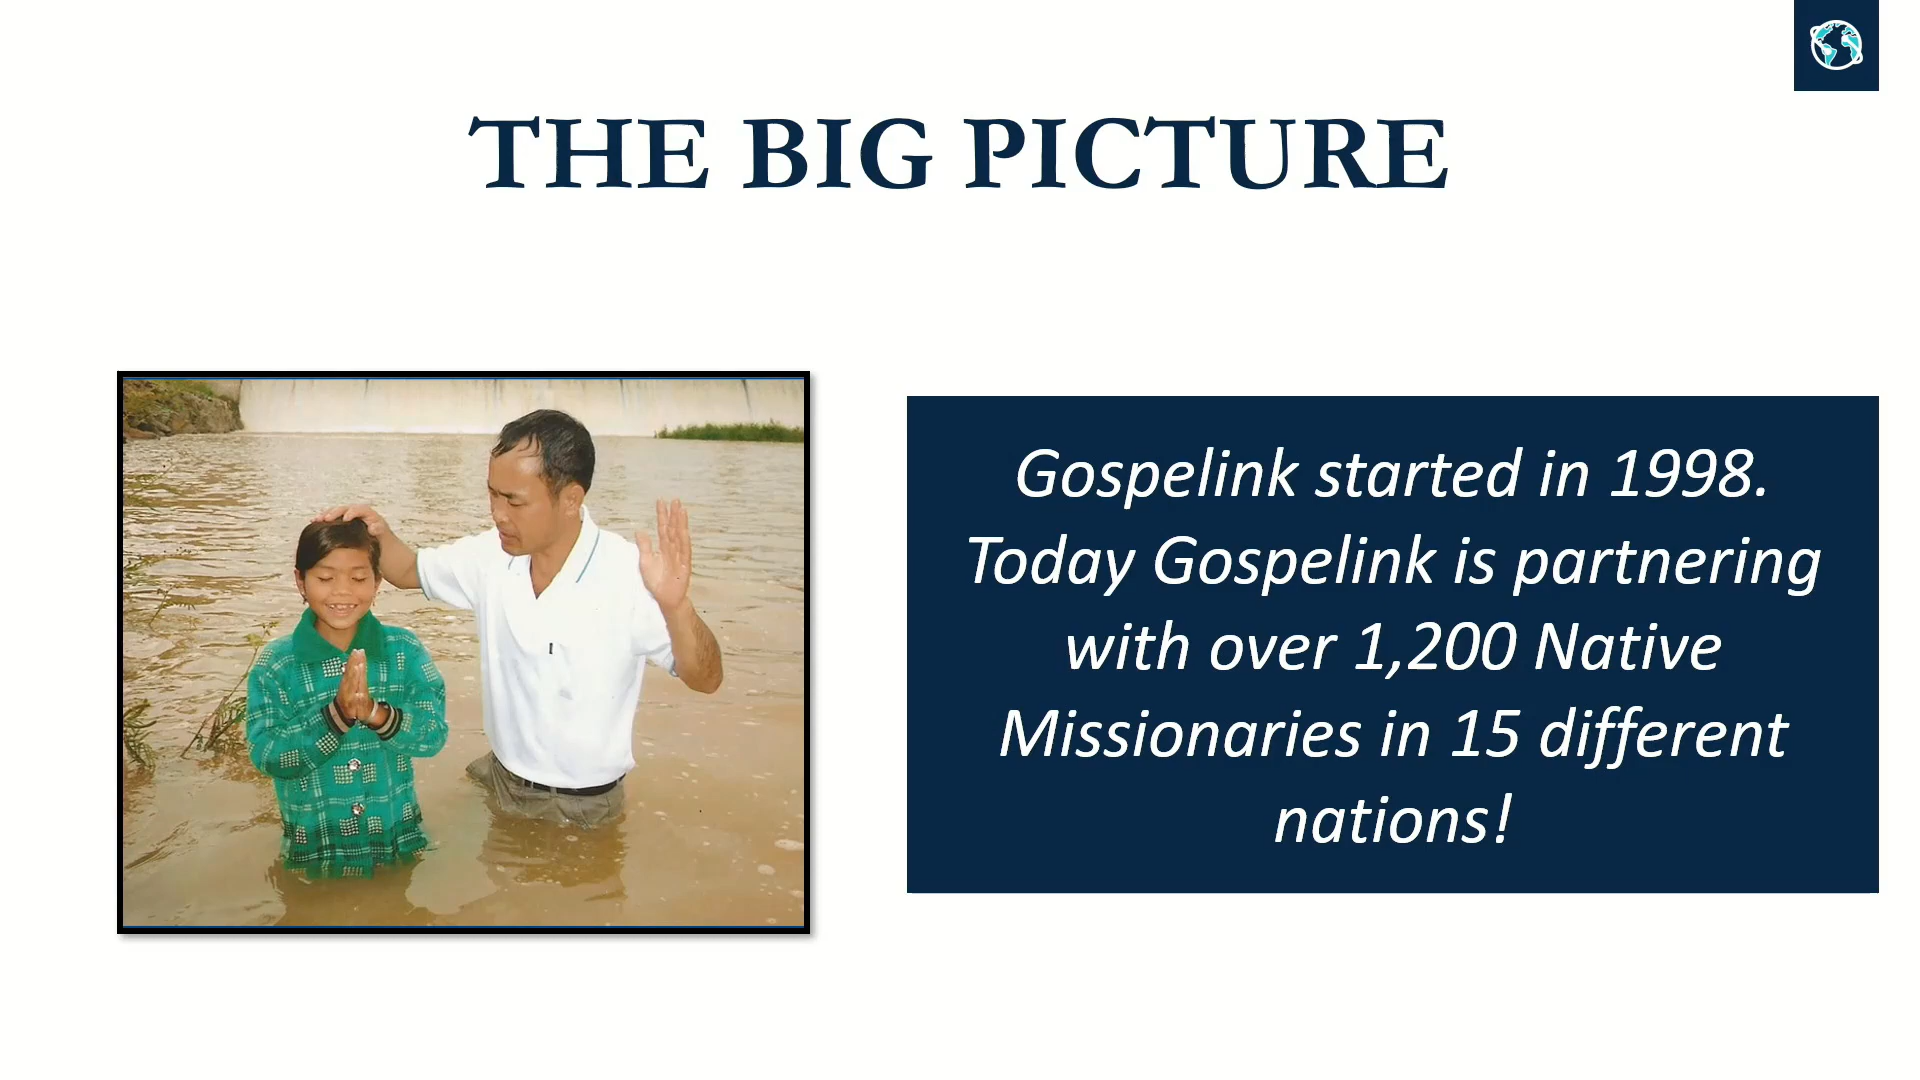 THE BIG PICTURE
Gospelink started in 1998.
Today Gospelink is partnering
with over 1,200 Native
Missionaries in 15 different
nations!